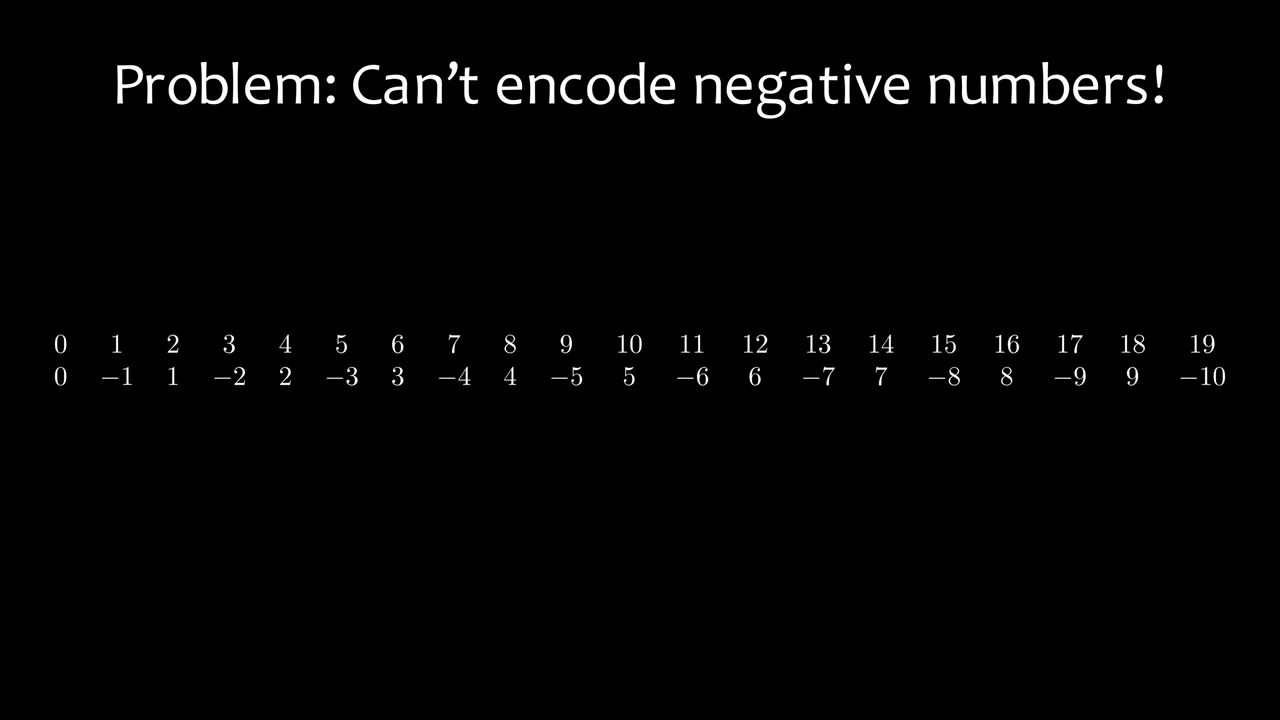 Problem: Can’t encode negative numbers!
0 1 2 3 4 5 6 7 8 9 10 11 12 13 14 15 16 17 18 19
0 −1 1 −2 2 −3 3 −4 4 −5 5 −6 6 −7 7 −8 8 −9 9 −10